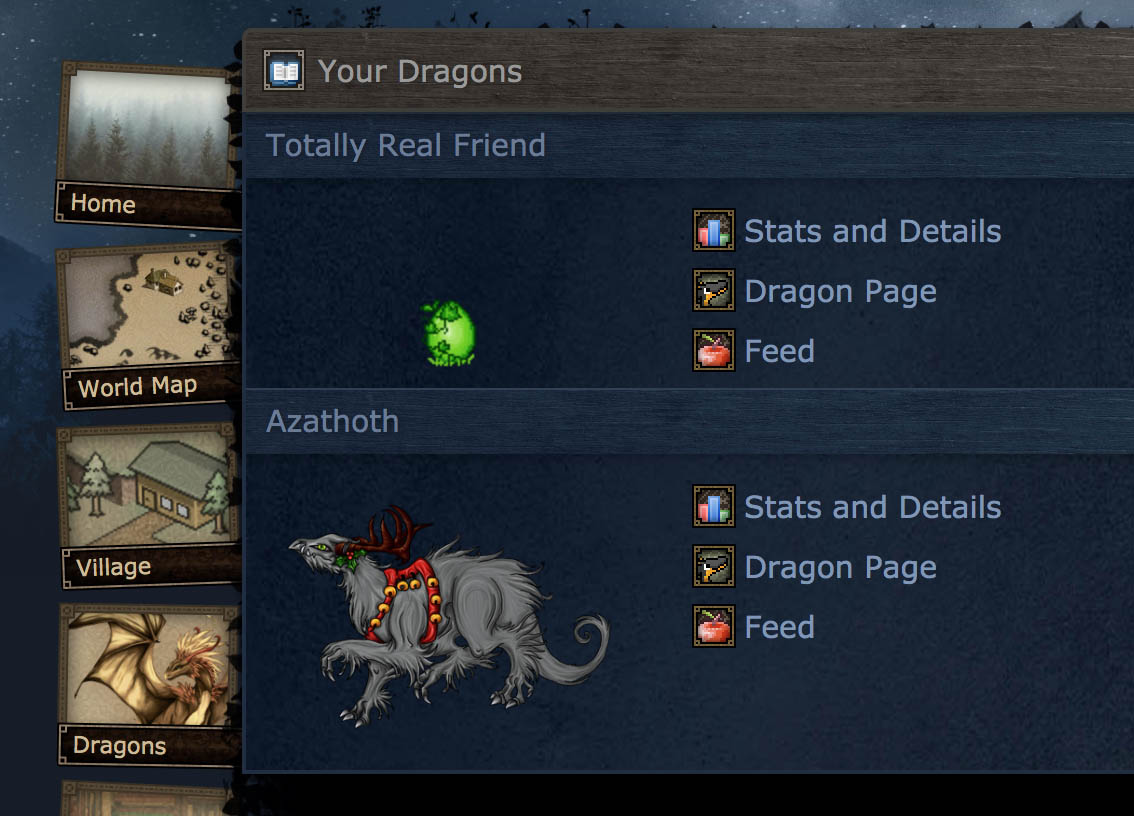 Your Dragons
Totally Real Friend
Stats and Details
Dragon Page
Feed
Azathoth
Stats and Details
Dragon Page
Feed
Home
World Map
Village
Dragons